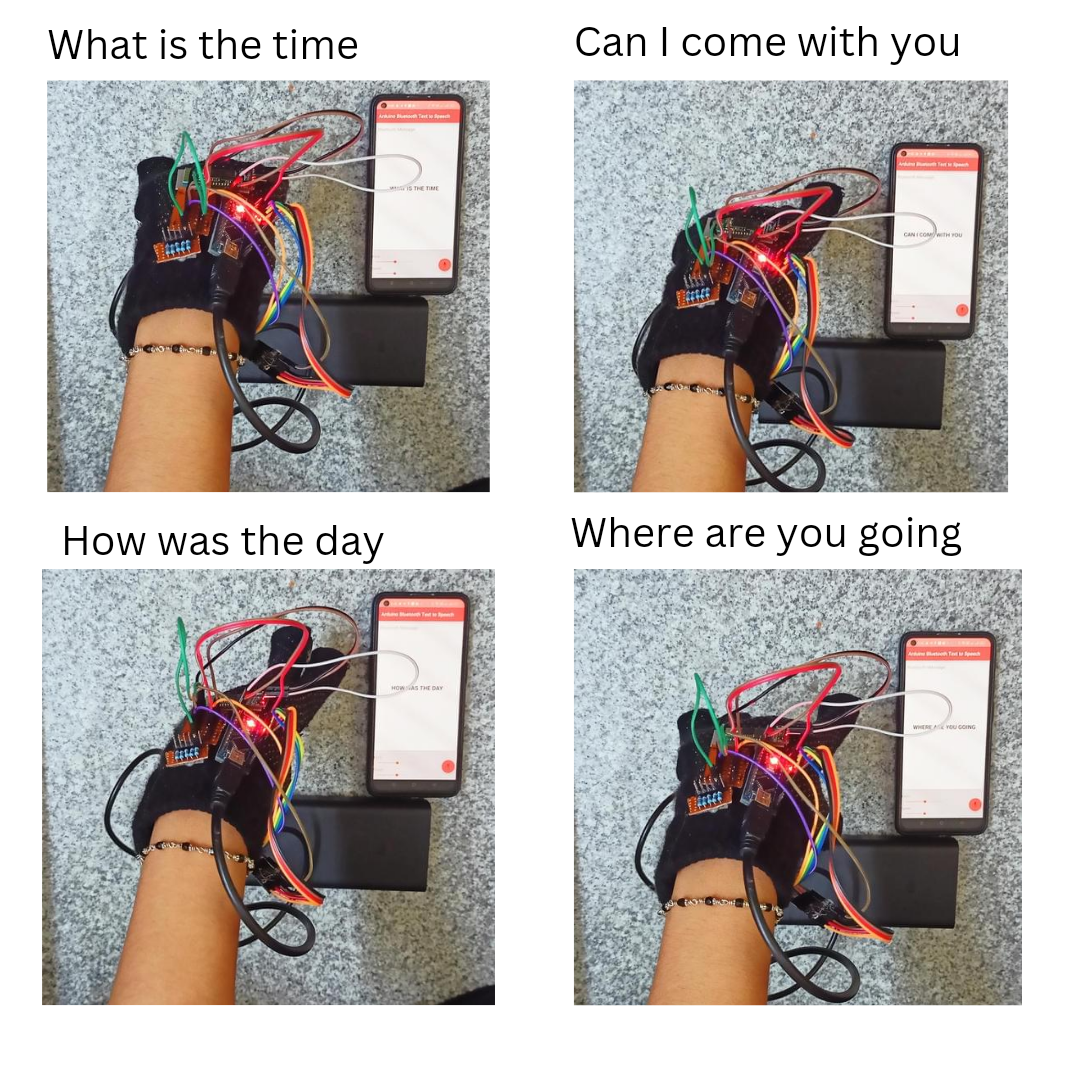 What is the time
Can I come with you
Arduino Bluetooth Text to Speech
WHAT IS THE TIME
Arduino Bluetooth Text to Speech
CAN I COME WITH YOU
How was the day
Where are you going
Arduino Bluetooth Text to Speech
HOW WAS THE DAY
Arduino Bluetooth Text to Speech
WHERE ARE YOU GOING